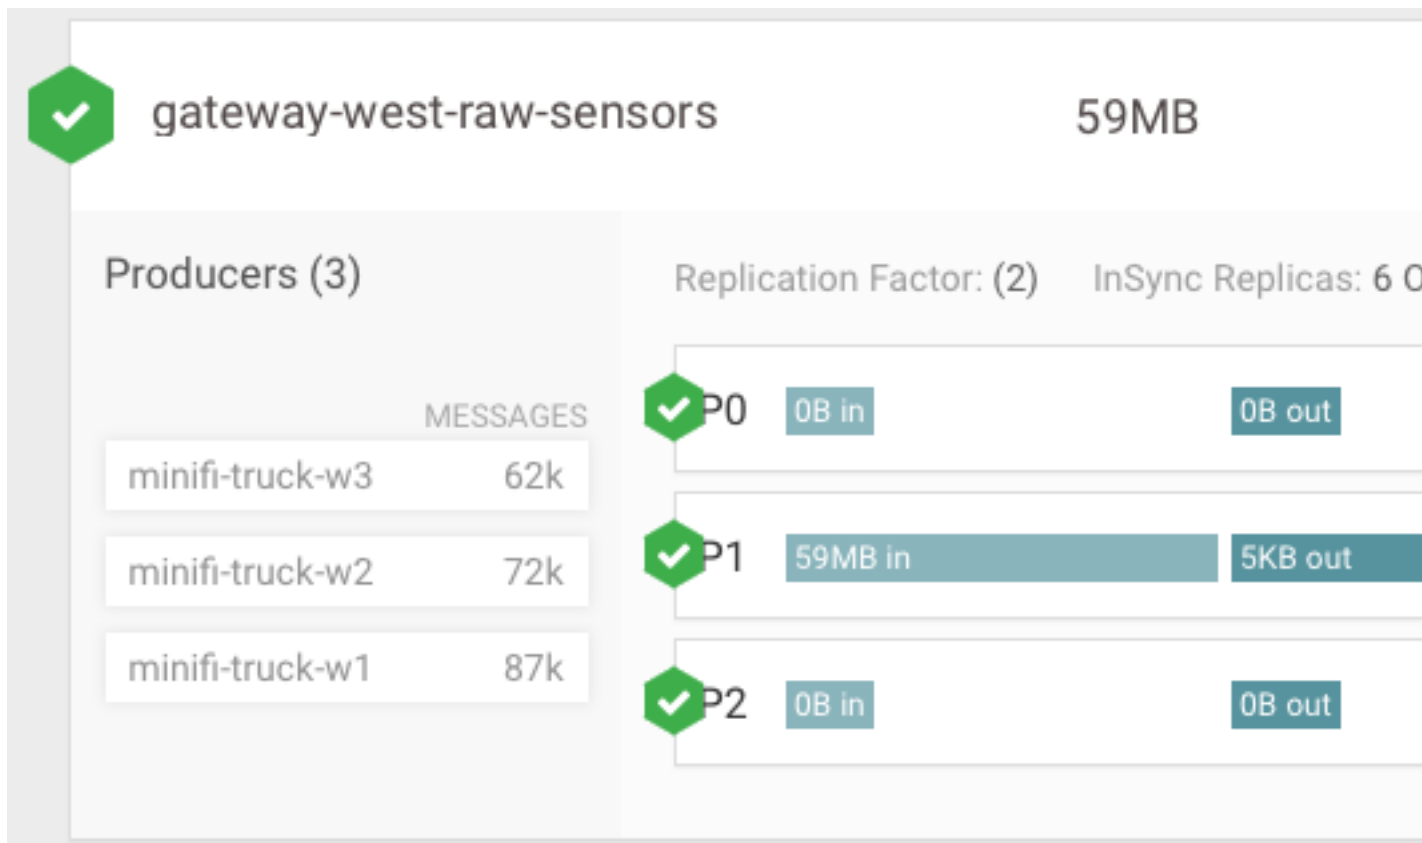 gateway-west-raw-sensors 59MB
Producers (3)
MESSAGES
minifi-truck-w3 62k
minifi-truck-w2 72k
minifi-truck-w1 87k
Replication Factor: (2) InSync Replicas: 6 O
P0 0B in 0B out
P1 59MB in 5KB out
P2 0B in 0B out